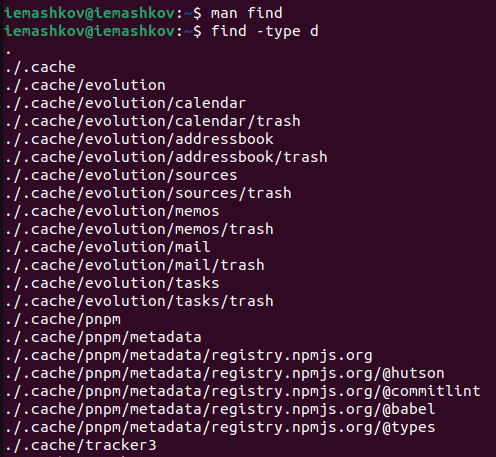 iemashkov@iemashkov:~$ man find
iemashkov@iemashkov:~$ find -type d
.
./.cache
./.cache/evolution
./.cache/evolution/calendar
./.cache/evolution/calendar/trash
./.cache/evolution/addressbook
./.cache/evolution/addressbook/trash
./.cache/evolution/sources
./.cache/evolution/sources/trash
./.cache/evolution/memos
./.cache/evolution/memos/trash
./.cache/evolution/mail
./.cache/evolution/mail/trash
./.cache/evolution/tasks
./.cache/evolution/tasks/trash
./.cache/pnpm
./.cache/pnpm/metadata
./.cache/pnpm/metadata/registry.npmjs.org
./.cache/pnpm/metadata/registry.npmjs.org/@hutson
./.cache/pnpm/metadata/registry.npmjs.org/@commitlint
./.cache/pnpm/metadata/registry.npmjs.org/@babel
./.cache/pnpm/metadata/registry.npmjs.org/@types
./.cache/tracker3